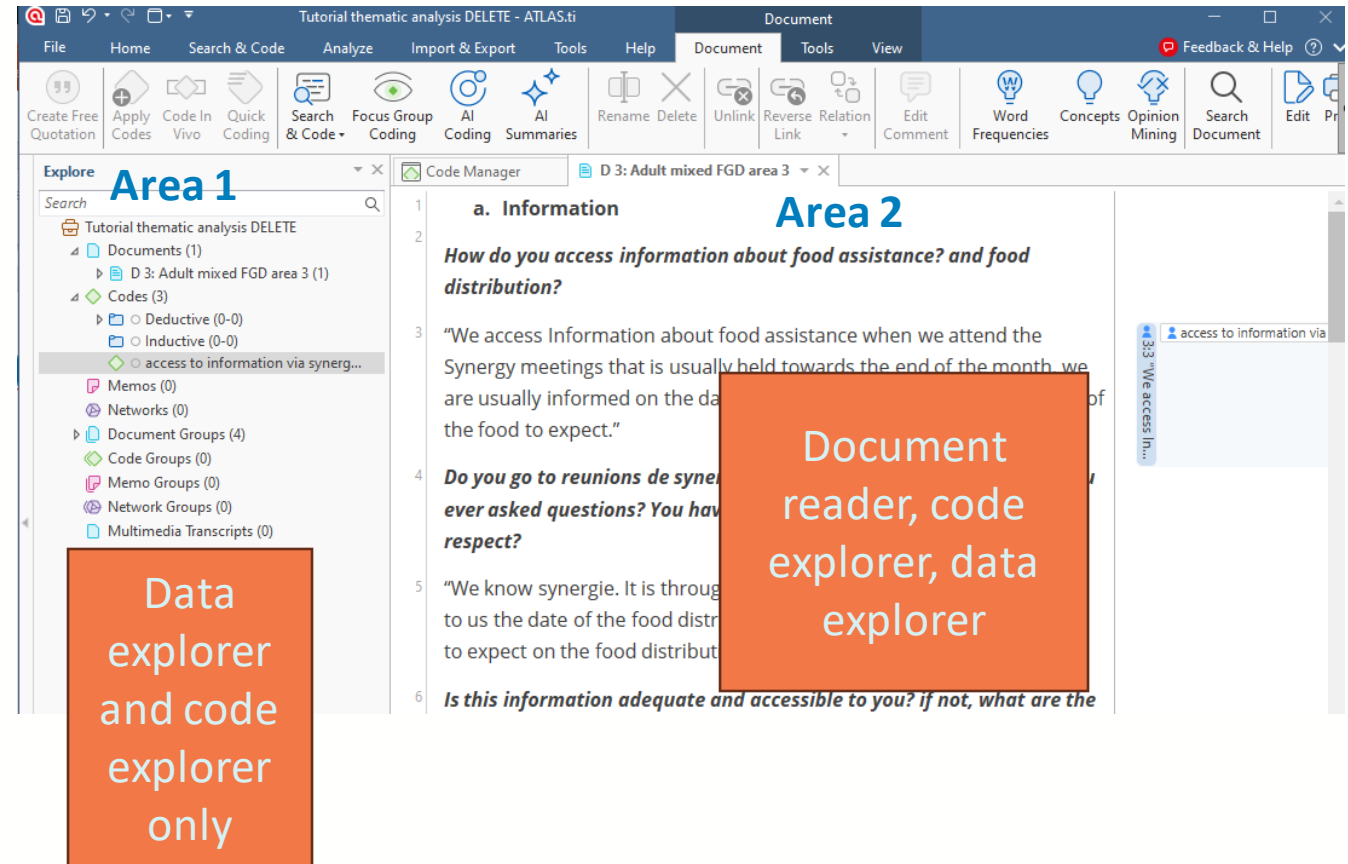 Tutorial thematic analysis DELETE - ATLAS.ti
Document
File Home Search & Code Analyze Import & Export Tools Help Document Tools View Feedback & Help
Create Free Quotation
Apply Codes
Code In Vivo
Quick Coding
Search & Code
Focus Group Coding
AI Coding
AI Summaries
Rename
Delete
Unlink
Reverse Link
Relation
Edit Comment
Word Frequencies
Concepts
Opinion Mining
Search Document
Edit
Explore
Area 1
Search
Tutorial thematic analysis DELETE
Documents (1)
D 3: Adult mixed FGD area 3 (1)
Codes (3)
Deductive (0-0)
Inductive (0-0)
access to information via synerg...
Memos (0)
Networks (0)
Document Groups (4)
Code Groups (0)
Memo Groups (0)
Network Groups (0)
Multimedia Transcripts (0)
Data
explorer
and code
explorer
only
Code Manager
D 3: Adult mixed FGD area 3
Area 2
1 a. Information
2
How do you access information about food assistance? and food
distribution?
3 “We access Information about food assistance when we attend the
Synergy meetings that is usually held towards the end of the month, we
are usually informed on the da of
the food to expect.”
4 Do you go to reunions de syne
ever asked questions? You hav
respect?
5 “We know synergie. It is throug
to us the date of the food distr
to expect on the food distribut
6 Is this information adequate and accessible to you? if not, what are the
Document
reader, code
explorer, data
explorer
3:3 “We access In...
access to information via